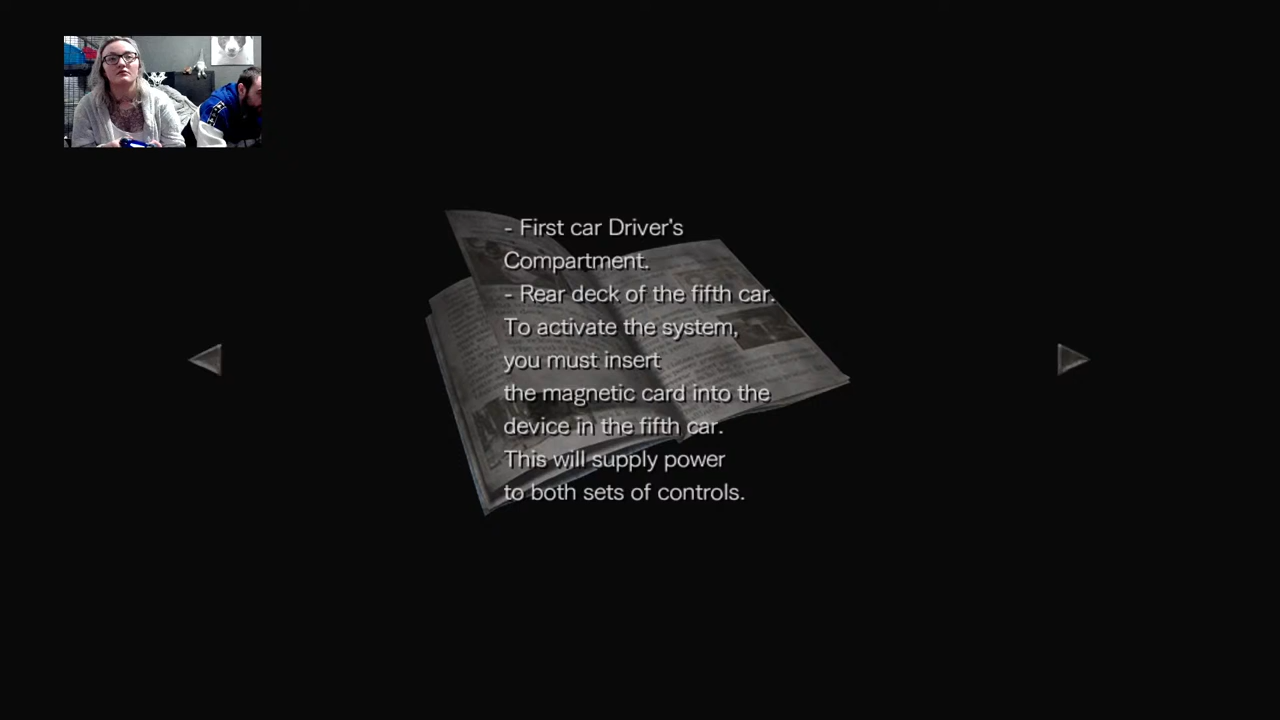 - First car Driver's
Compartment.
- Rear deck of the fifth car.
To activate the system,
you must insert
the magnetic card into the
device in the fifth car.
This will supply power
to both sets of controls.